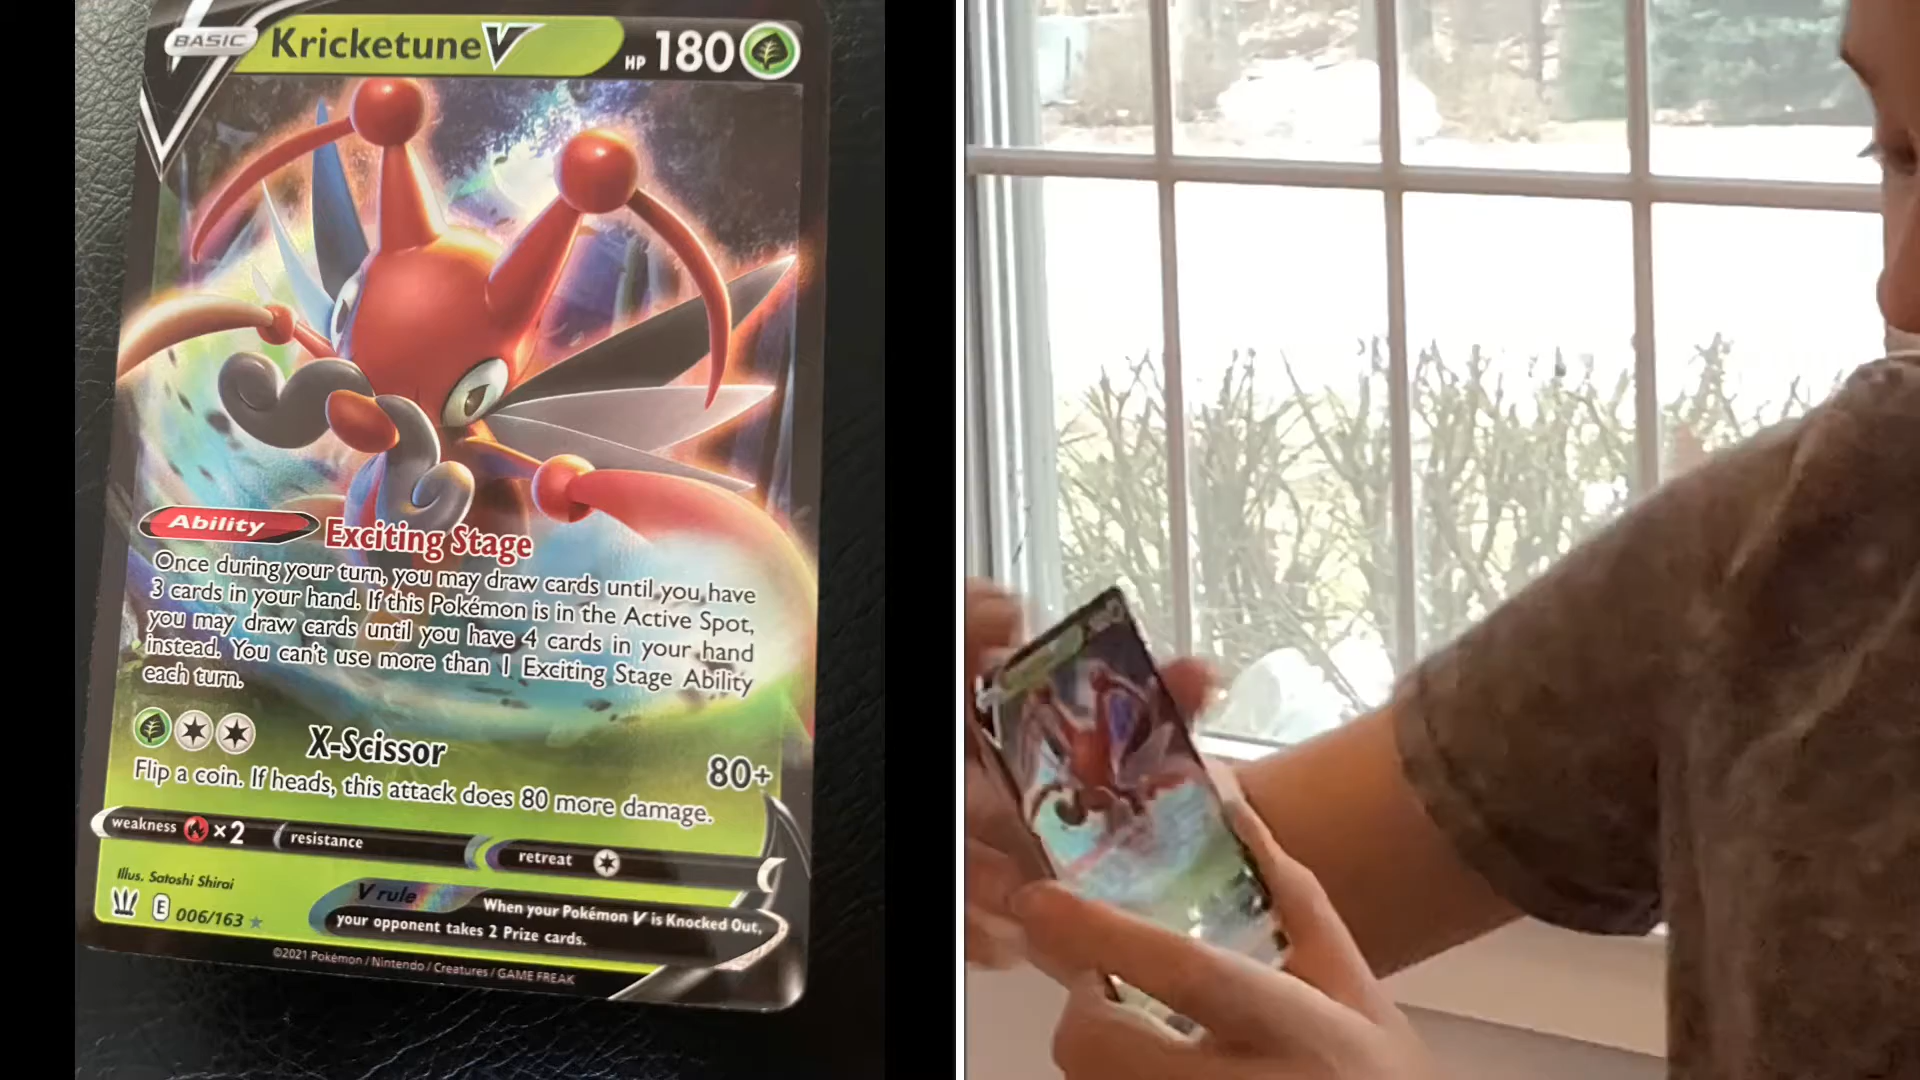 BASIC KricketuneV HP 180
Ability Exciting Stage
Once during your turn, you may draw cards until you have
3 cards in your hand. If this Pokémon is in the Active Spot,
you may draw cards until you have 4 cards in your hand
instead. You can't use more than 1 Exciting Stage Ability
each turn.
X-Scissor 80+
Flip a coin. If heads, this attack does 80 more damage.
weakness ×2 resistance retreat
Illus. Satoshi Shirai
E 006/163
V rule When your Pokémon V is Knocked Out,
your opponent takes 2 Prize cards.
©2021 Pokémon / Nintendo / Creatures / GAME FREAK